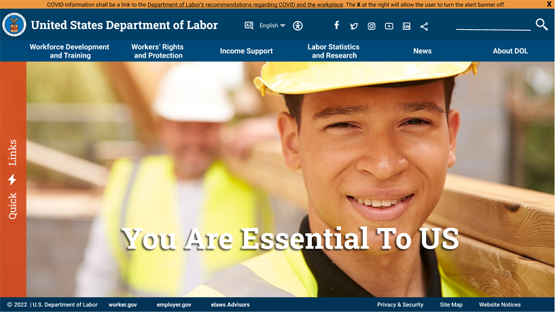 COVID information shall be a link to the Department of Labor's recommendations regarding COVID and the workplace; The X at the right will allow the user to turn the alert banner off.
X
United States Department of Labor
English
Workforce Development
and Training
Workers' Rights
and Protection
Income Support
Labor Statistics
and Research
News
About DOL
Quick Links
You Are Essential To US
© 2022 | U.S. Department of Labor
worker.gov
employer.gov
elaws Advisors
Privacy & Security
Site Map
Website Notices